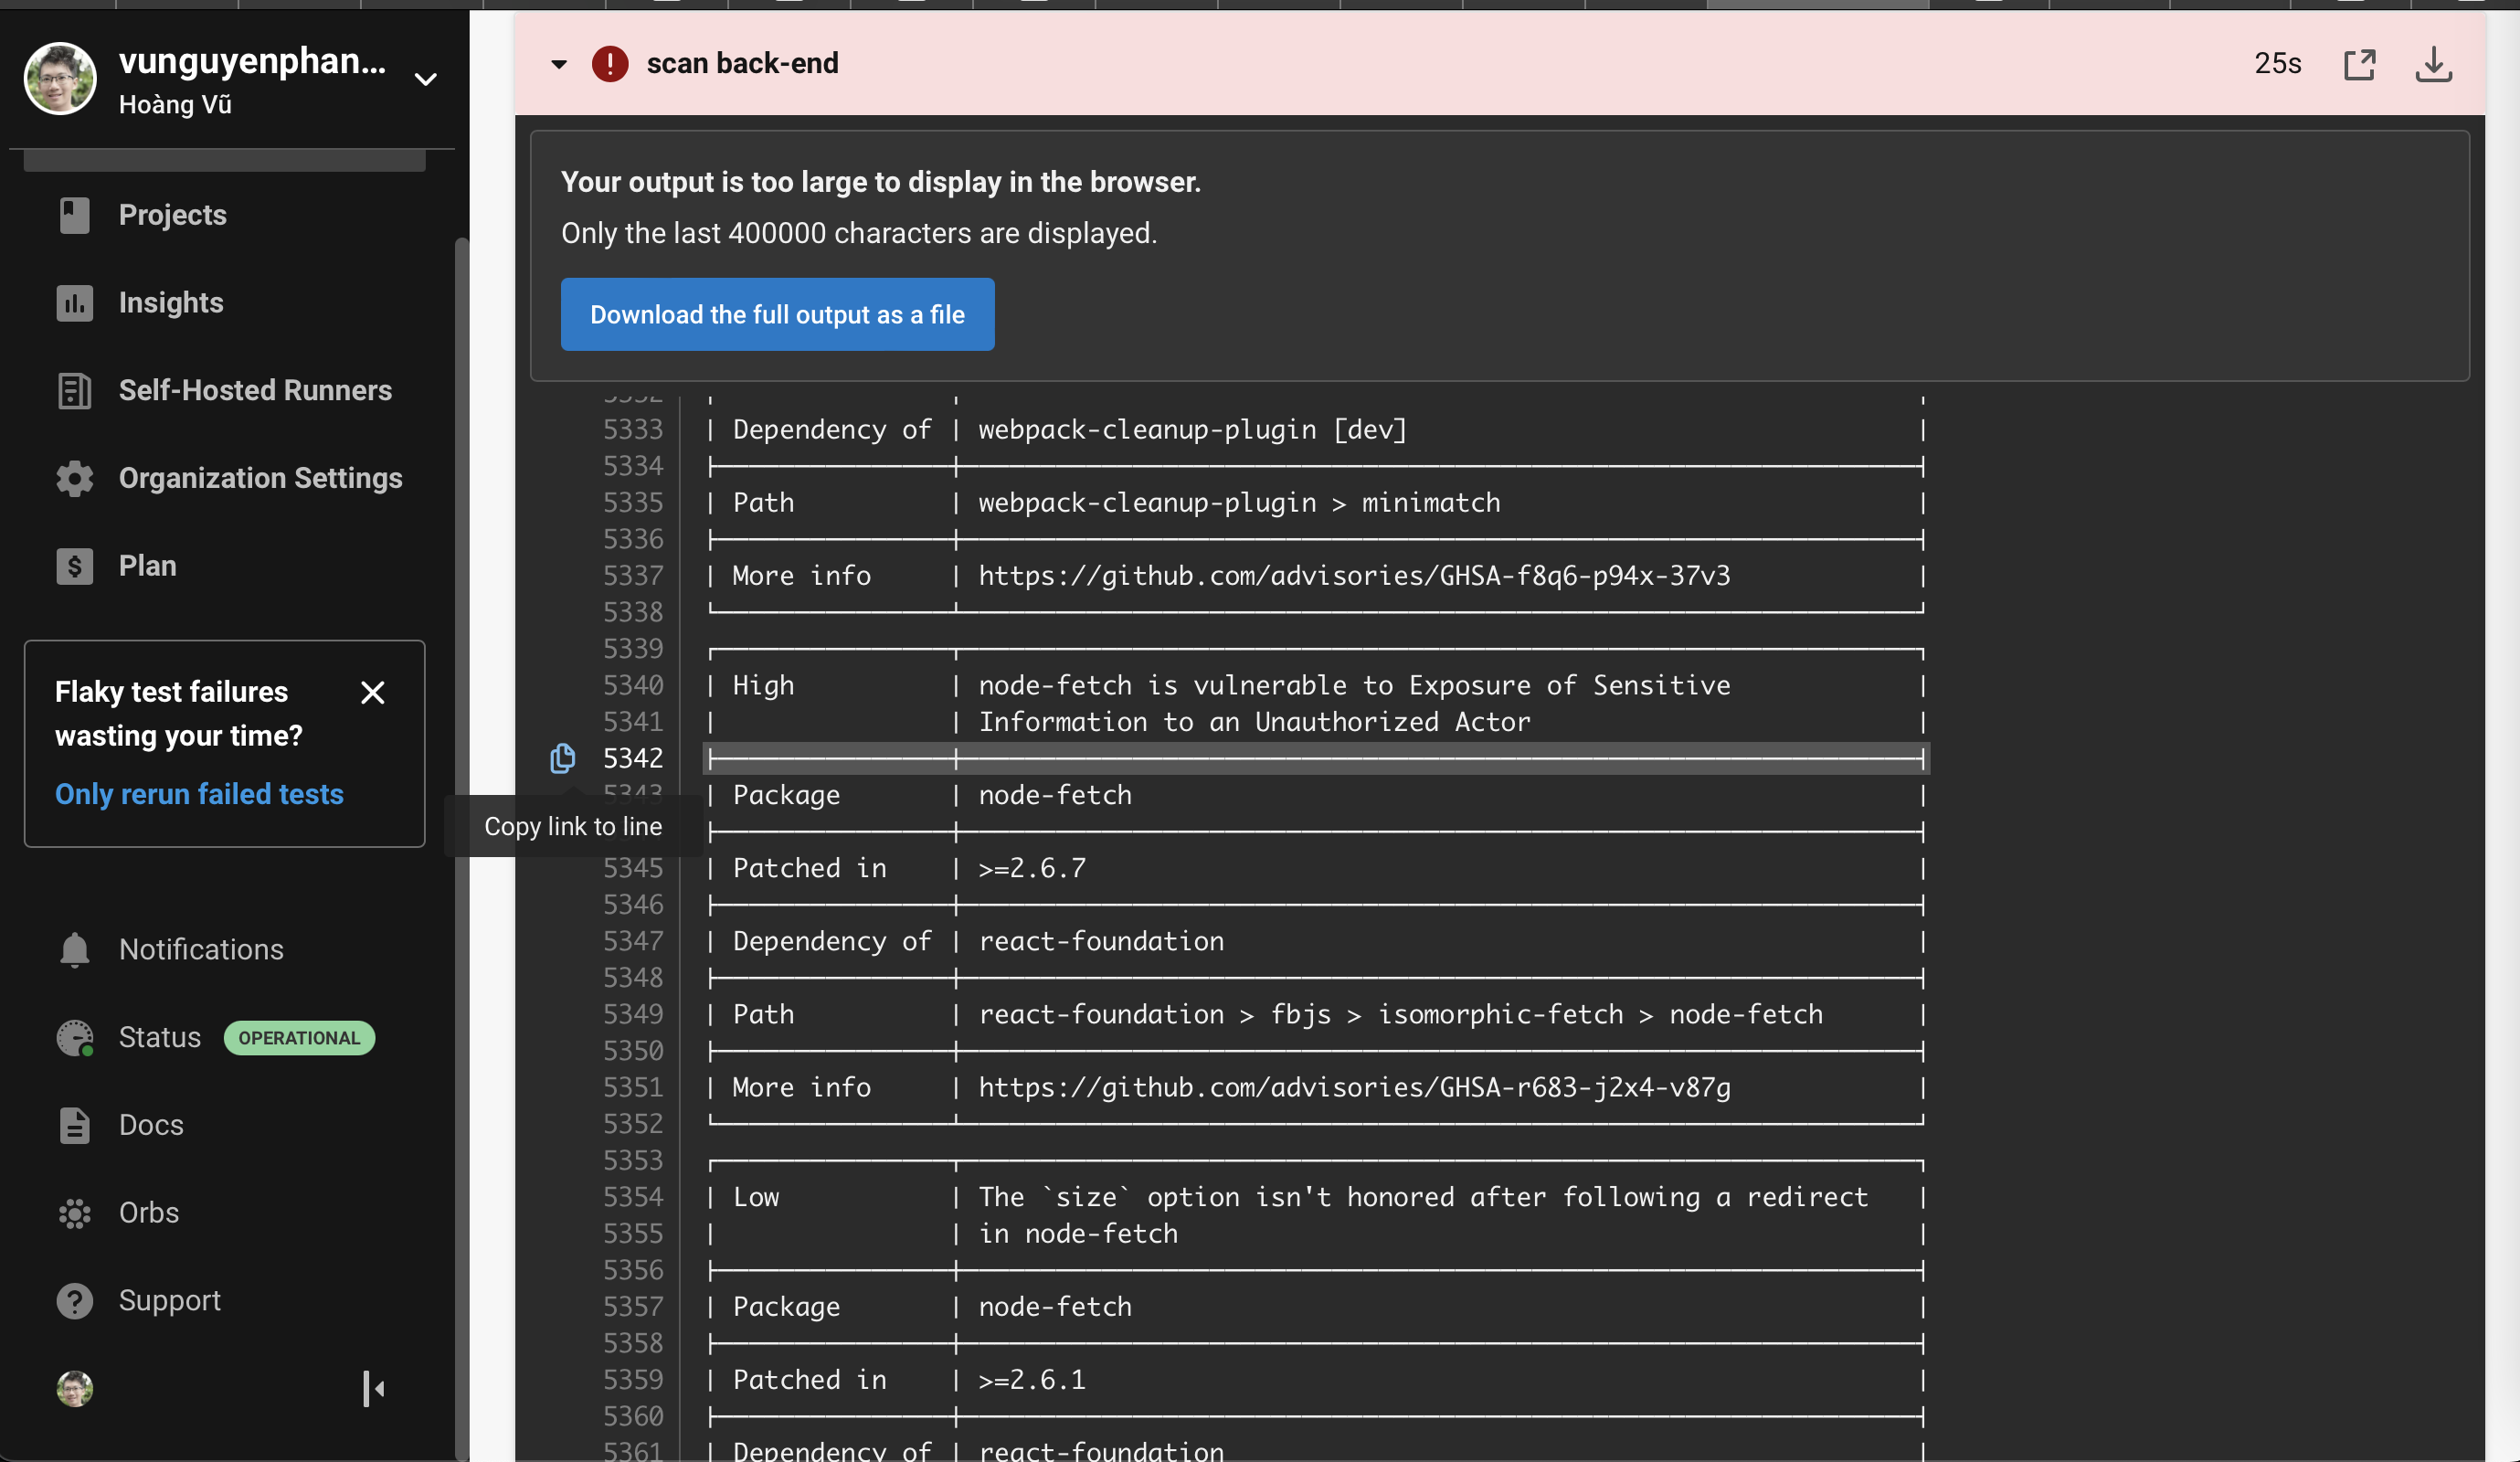 vunguyenphan...
Hoàng Vũ
Projects
Insights
Self-Hosted Runners
Organization Settings
Plan
Flaky test failures
wasting your time?
Only rerun failed tests
Notifications
Status OPERATIONAL
Docs
Orbs
Support
scan back-end 25s
Your output is too large to display in the browser.
Only the last 400000 characters are displayed.
Download the full output as a file
5332
5333 | Dependency of | webpack-cleanup-plugin [dev] |
5334
5335 | Path | webpack-cleanup-plugin > minimatch |
5336
5337 | More info | https://github.com/advisories/GHSA-f8q6-p94x-37v3 |
5338
5339
5340 | High | node-fetch is vulnerable to Exposure of Sensitive |
5341 | | Information to an Unauthorized Actor |
5342
5343 | Package | node-fetch |
Copy link to line
5345 | Patched in | >=2.6.7 |
5346
5347 | Dependency of | react-foundation |
5348
5349 | Path | react-foundation > fbjs > isomorphic-fetch > node-fetch |
5350
5351 | More info | https://github.com/advisories/GHSA-r683-j2x4-v87g |
5352
5353
5354 | Low | The `size` option isn't honored after following a redirect |
5355 | | in node-fetch |
5356
5357 | Package | node-fetch |
5358
5359 | Patched in | >=2.6.1 |
5360
5361 | Dependency of | react-foundation |